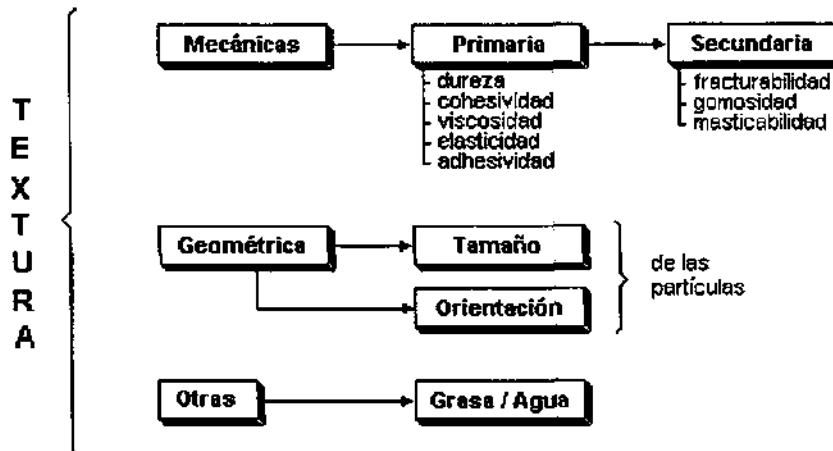 TEXTURA
Mecánicas
Primaria
Secundaria
dureza
cohesividad
viscosidad
elasticidad
adhesividad
fracturabilidad
gomosidad
masticabilidad
Geométrica
Tamaño
Orientación
de las
partículas
Otras
Grasa / Agua